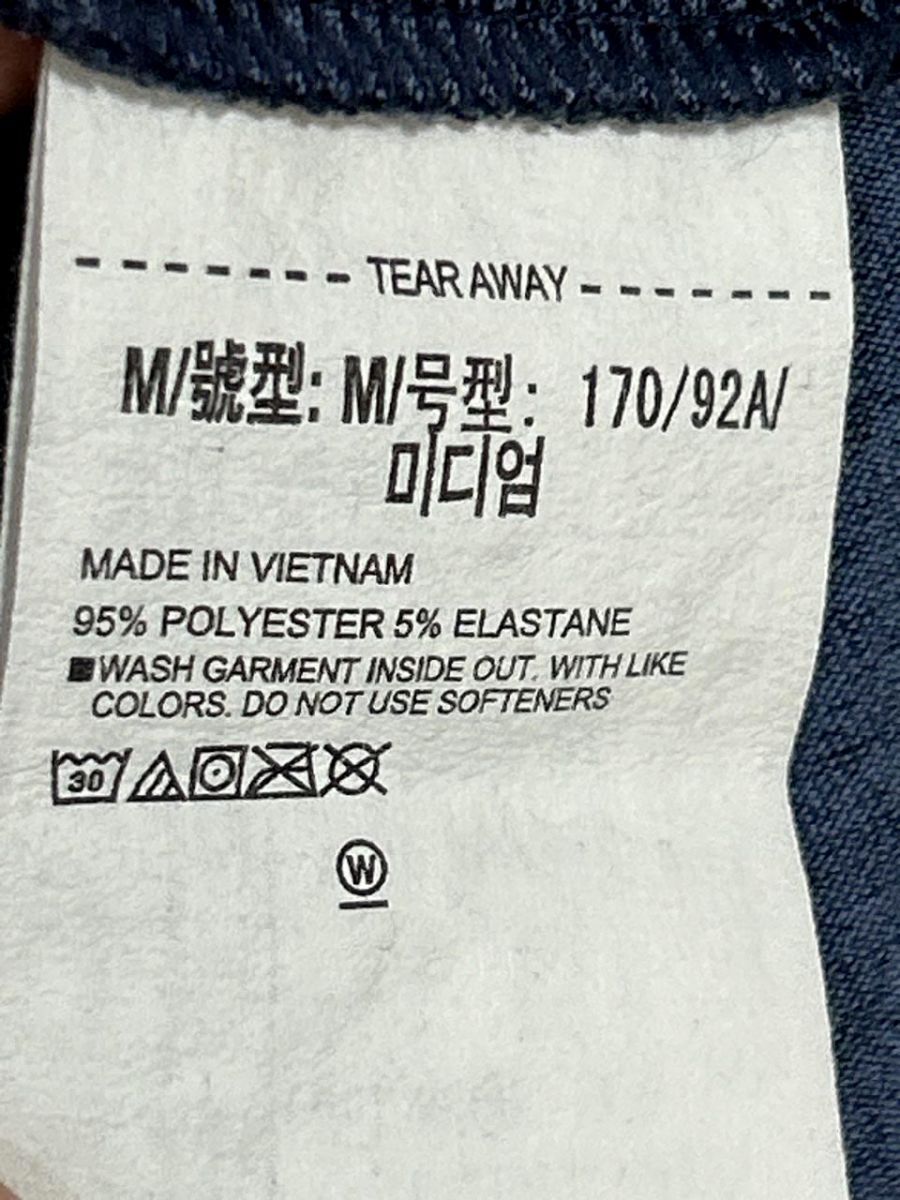 - - - - - - - TEAR AWAY - - - - - - -
M/號型: M/号型: 170/92A/
미디엄
MADE IN VIETNAM
95% POLYESTER 5% ELASTANE
■WASH GARMENT INSIDE OUT. WITH LIKE
COLORS. DO NOT USE SOFTENERS
30
W